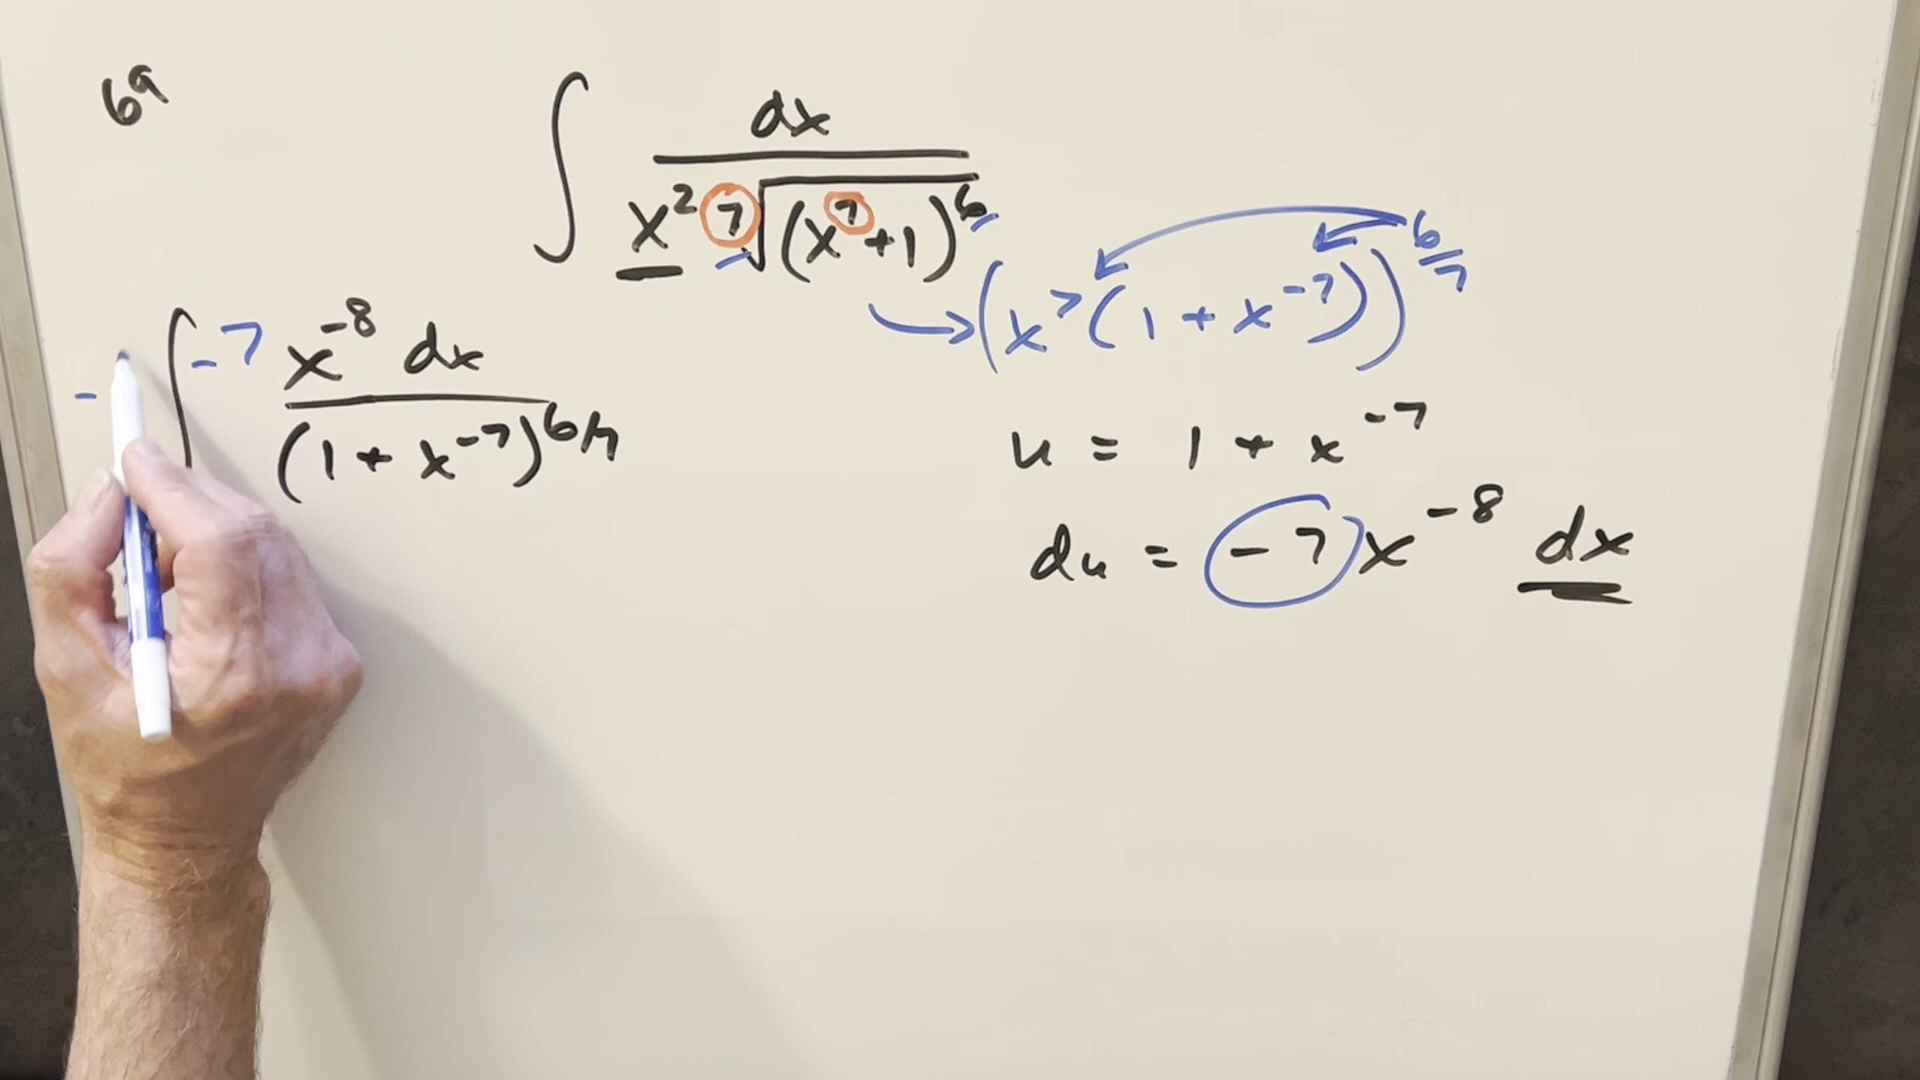 69
∫ dx / (x² ⁷√(x⁷+1)⁶)
→ (x⁷(1 + x⁻⁷))^(6/7)
- ∫ -7 x⁻⁸ dx / (1 + x⁻⁷)^(6/7)
u = 1 + x⁻⁷
du = -7 x⁻⁸ dx